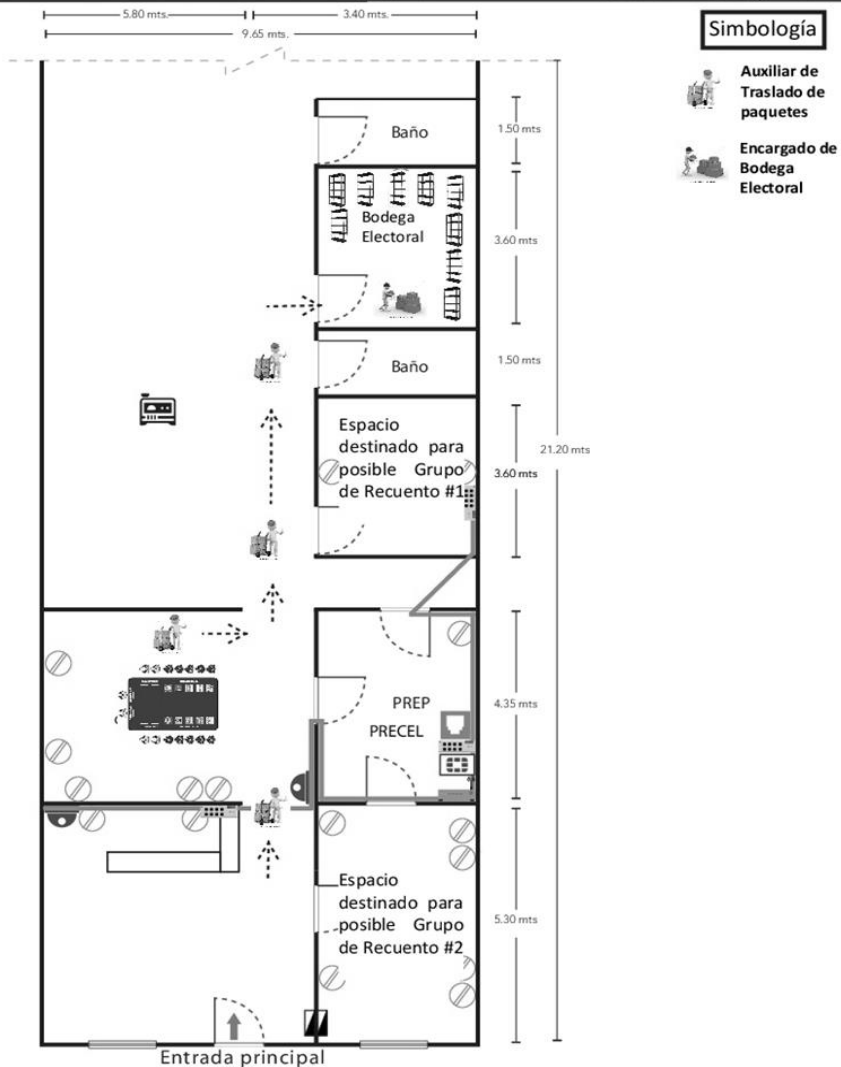 5.80 mts.
3.40 mts.
9.65 mts.
Simbología
Auxiliar de
Traslado de
paquetes
Encargado de
Bodega
Electoral
Baño
1.50 mts
Bodega
Electoral
3.60 mts
Baño
1.50 mts
Espacio
destinado para
posible Grupo
de Recuento #1
3.60 mts
21.20 mts
PREP
PRECEL
4.35 mts
Espacio
destinado para
posible Grupo
de Recuento #2
5.30 mts
Entrada principal